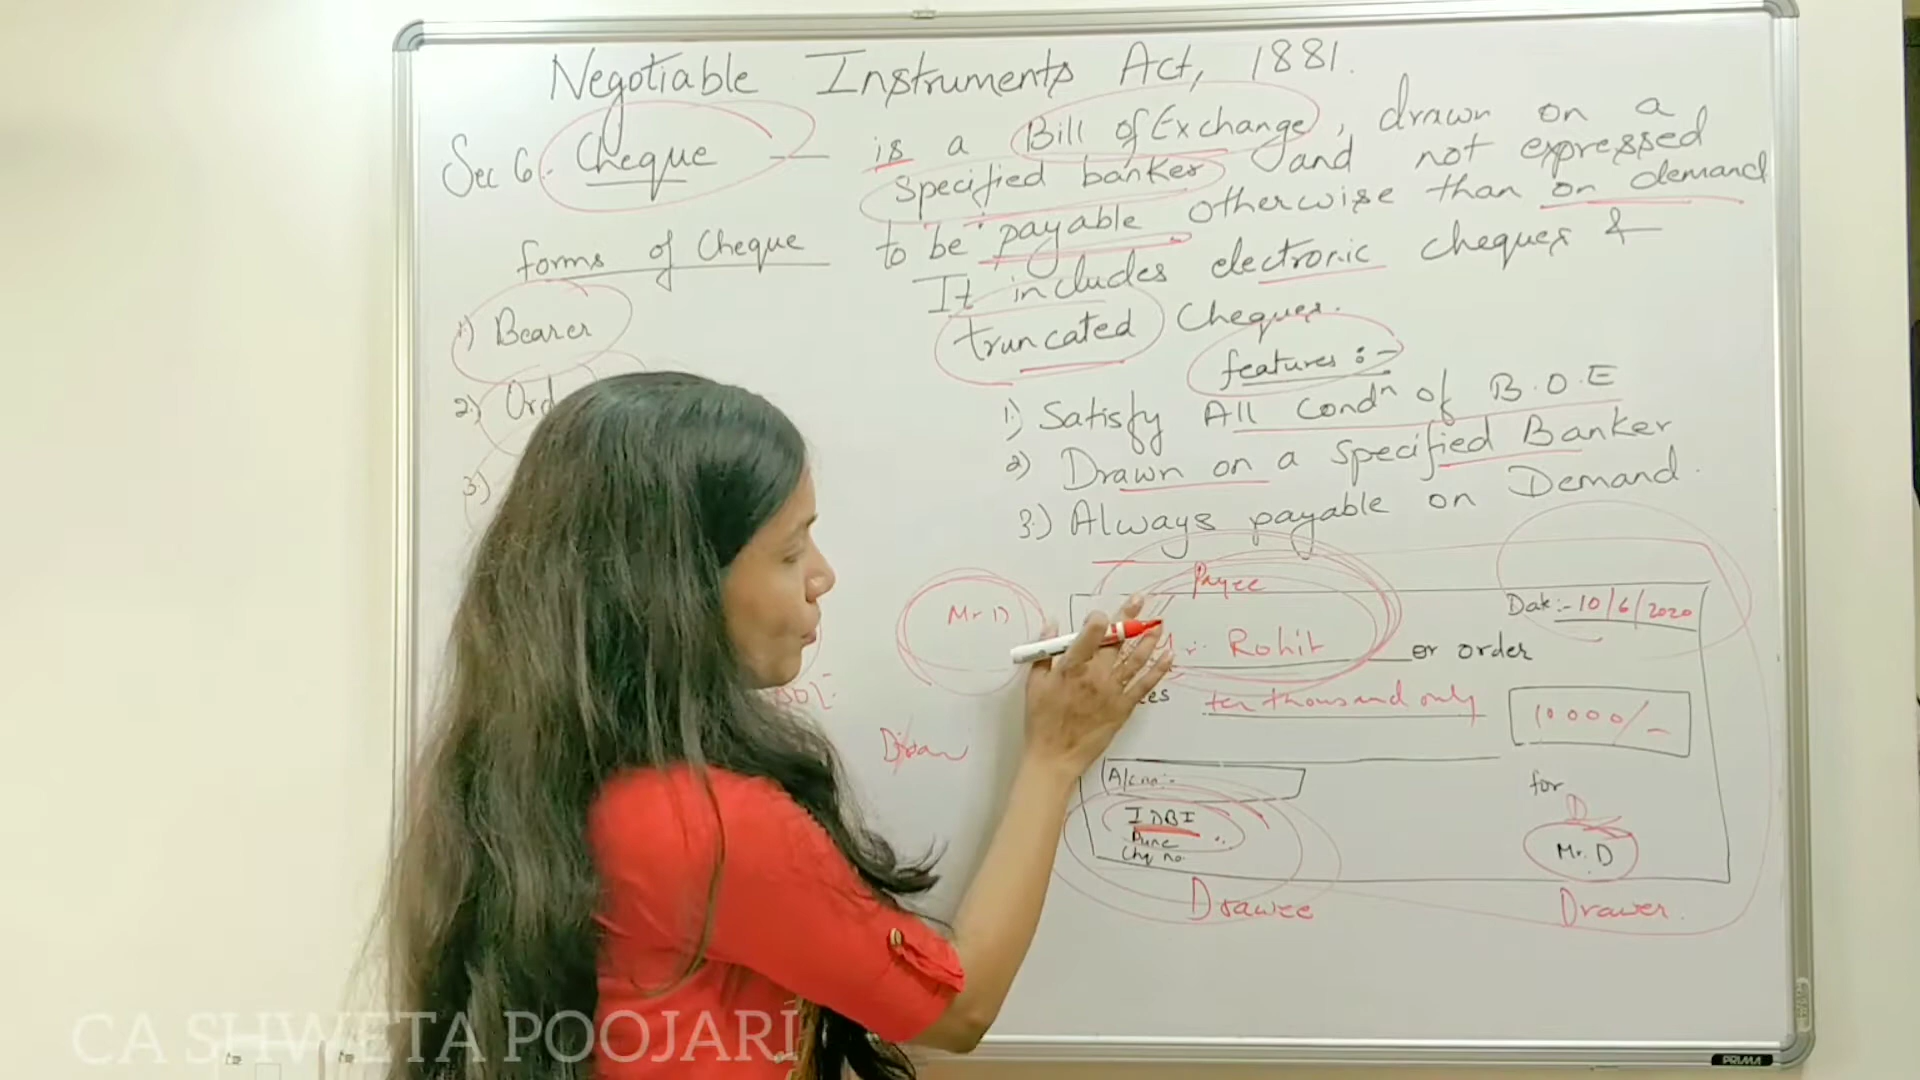 Negotiable Instruments Act, 1881.
Sec 6:- Cheque — is a Bill of Exchange, drawn on a
specified banker and not expressed
to be payable otherwise than on demand
It includes electronic cheques &
truncated Cheques.
forms of Cheque
1) Bearer
2) Ord
3)
features :-
1) Satisfy All Condn of B.O.E
2) Drawn on a specified Banker
3) Always payable on Demand.
Payee
Mr D
Date:- 10/6/2020
Mr. Rohit or order
ees ten thousand only
10000/-
A/c no:-
IDBI
Pune
Chq no.
for
D
Mr. D
Drawee
Drawer.
CA SHWETA POOJARI
PRIMA